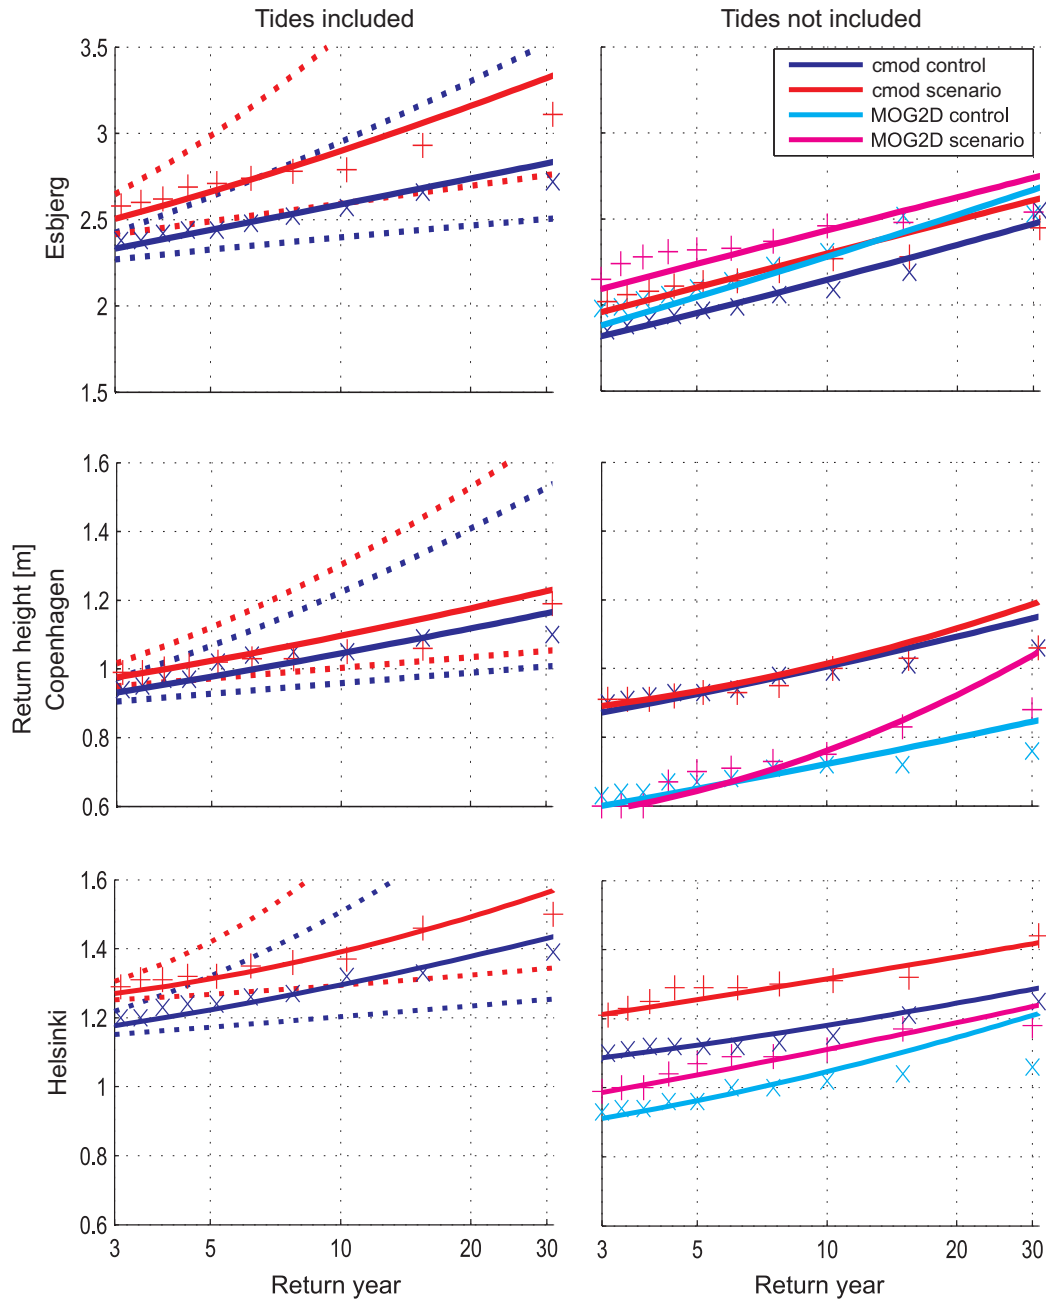 Tides included
Tides not included
3.5
3
2.5
2
1.5
Esbjerg
cmod control
cmod scenario
MOG2D control
MOG2D scenario
1.6
1.4
1.2
1
0.8
0.6
Return height [m]
Copenhagen
1.6
1.4
1.2
1
0.8
0.6
Helsinki
3 5 10 20 30
3 5 10 20 30
Return year
Return year